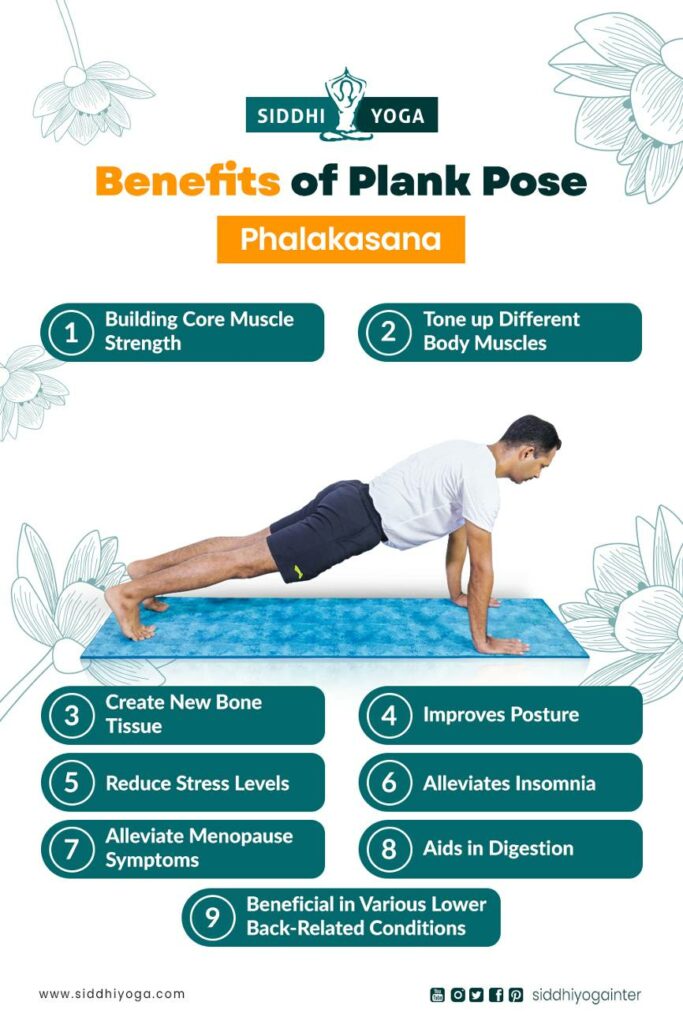 SIDDHI YOGA
Benefits of Plank Pose
Phalakasana
1
Building Core Muscle
Strength
2
Tone up Different
Body Muscles
3
Create New Bone
Tissue
4
Improves Posture
5
Reduce Stress Levels
6
Alleviates Insomnia
7
Alleviate Menopause
Symptoms
8
Aids in Digestion
9
Beneficial in Various Lower
Back-Related Conditions
www.siddhiyoga.com
siddhiyogainter